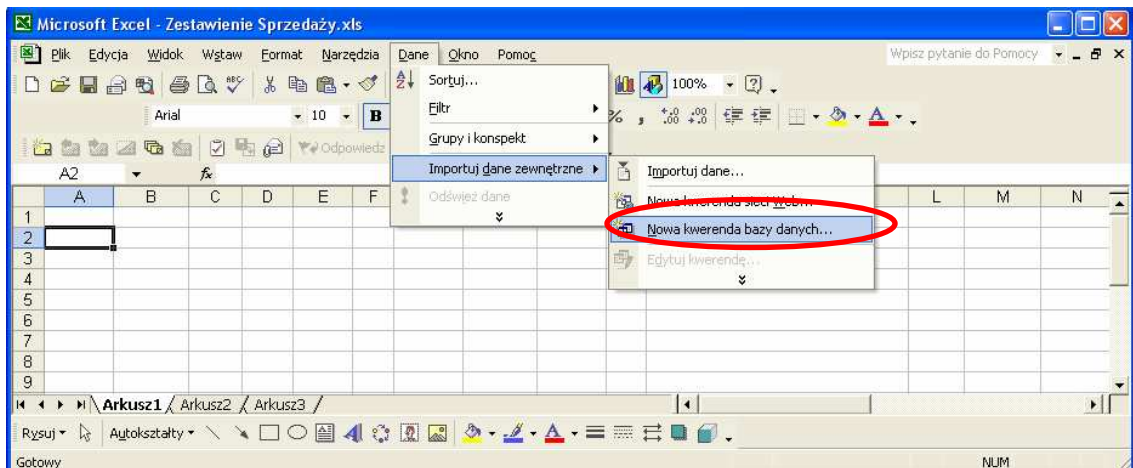 Microsoft Excel - Zestawienie Sprzedaży.xls
Plik Edycja Widok Wstaw Format Narzędzia Dane Okno Pomoc Wpisz pytanie do Pomocy
Sortuj... 100%
Arial 10 B Filtr % ,
Odpowiedz Grupy i konspekt
A2 fx Importuj dane zewnętrzne Importuj dane...
Odśwież dane Nowa kwerenda sieci Web...
Nowa kwerenda bazy danych...
Edytuj kwerendę...
A B C D E F L M N
1
2
3
4
5
6
7
8
9
Arkusz1 Arkusz2 Arkusz3
Rysuj Autokształty
Gotowy NUM